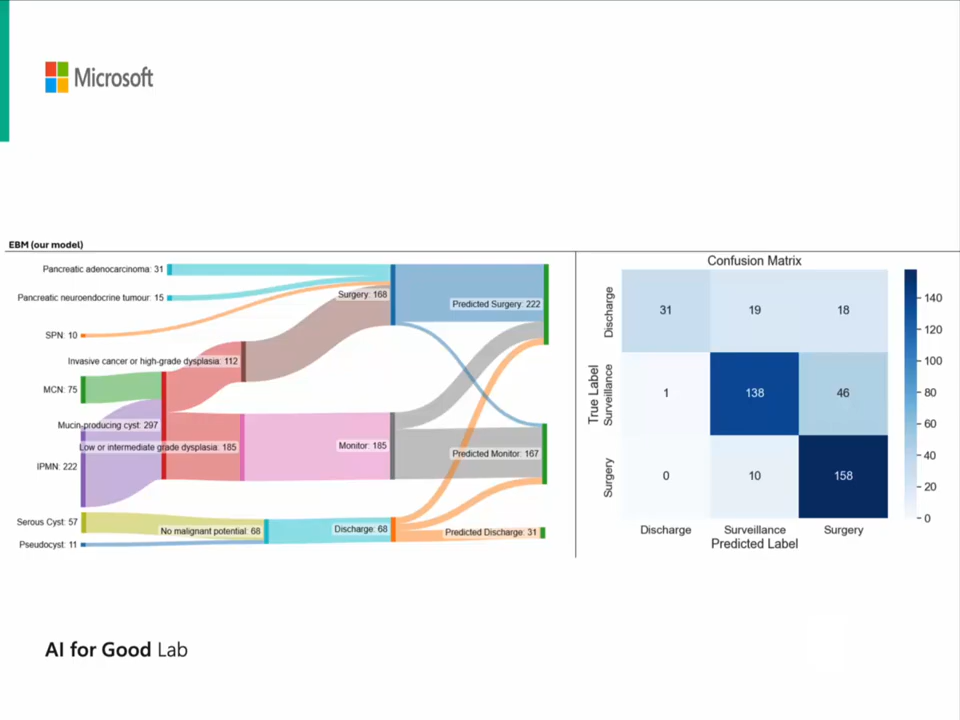 Microsoft
EBM (our model)
Pancreatic adenocarcinoma: 31
Pancreatic neuroendocrine tumour: 15
SPN: 10
Invasive cancer or high-grade dysplasia: 112
MCN: 75
Mucin-producing cyst: 297
Low or intermediate grade dysplasia: 185
IPMN: 222
Serous Cyst: 57
No malignant potential: 68
Pseudocyst: 11
Surgery: 168
Monitor: 185
Discharge: 68
Predicted Surgery: 222
Predicted Monitor: 167
Predicted Discharge: 31
Confusion Matrix
True Label
Discharge
31 19 18
Surveillance
1 138 46
Surgery
0 10 158
Discharge Surveillance Surgery
Predicted Label
140
120
100
80
60
40
20
0
AI for Good Lab